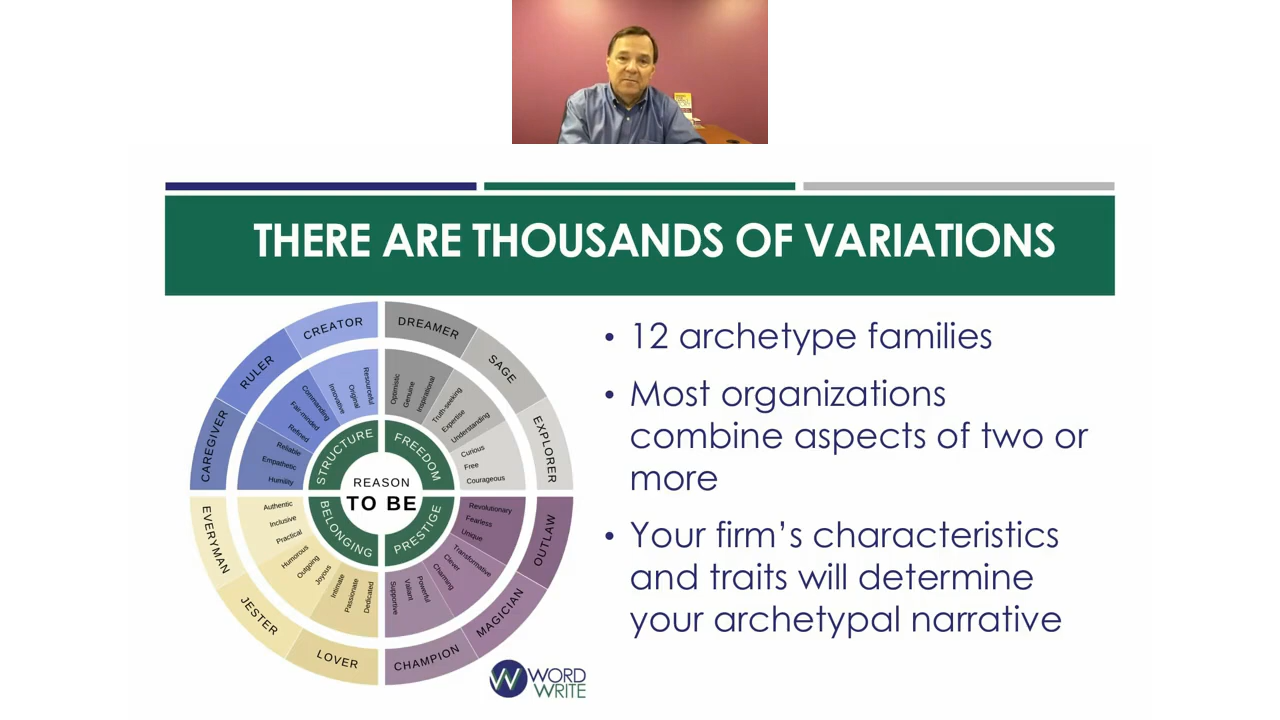 THERE ARE THOUSANDS OF VARIATIONS
CREATOR
DREAMER
RULER
SAGE
CAREGIVER
EXPLORER
EVERYMAN
OUTLAW
JESTER
MAGICIAN
LOVER
CHAMPION
Resourceful
Original
Innovative
Commanding
Fair-minded
Refined
Reliable
Empathetic
Humility
Optimistic
Genuine
Inspirational
Truth-seeking
Expertise
Understanding
Curious
Free
Courageous
Authentic
Inclusive
Practical
Humorous
Outgoing
Joyous
Intimate
Passionate
Dedicated
Revolutionary
Fearless
Unique
Transformative
Clever
Charming
Powerful
Valiant
Supportive
STRUCTURE
FREEDOM
BELONGING
PRESTIGE
REASON
TO BE
• 12 archetype families
• Most organizations
combine aspects of two or
more
• Your firm's characteristics
and traits will determine
your archetypal narrative
W
WORD
WRITE